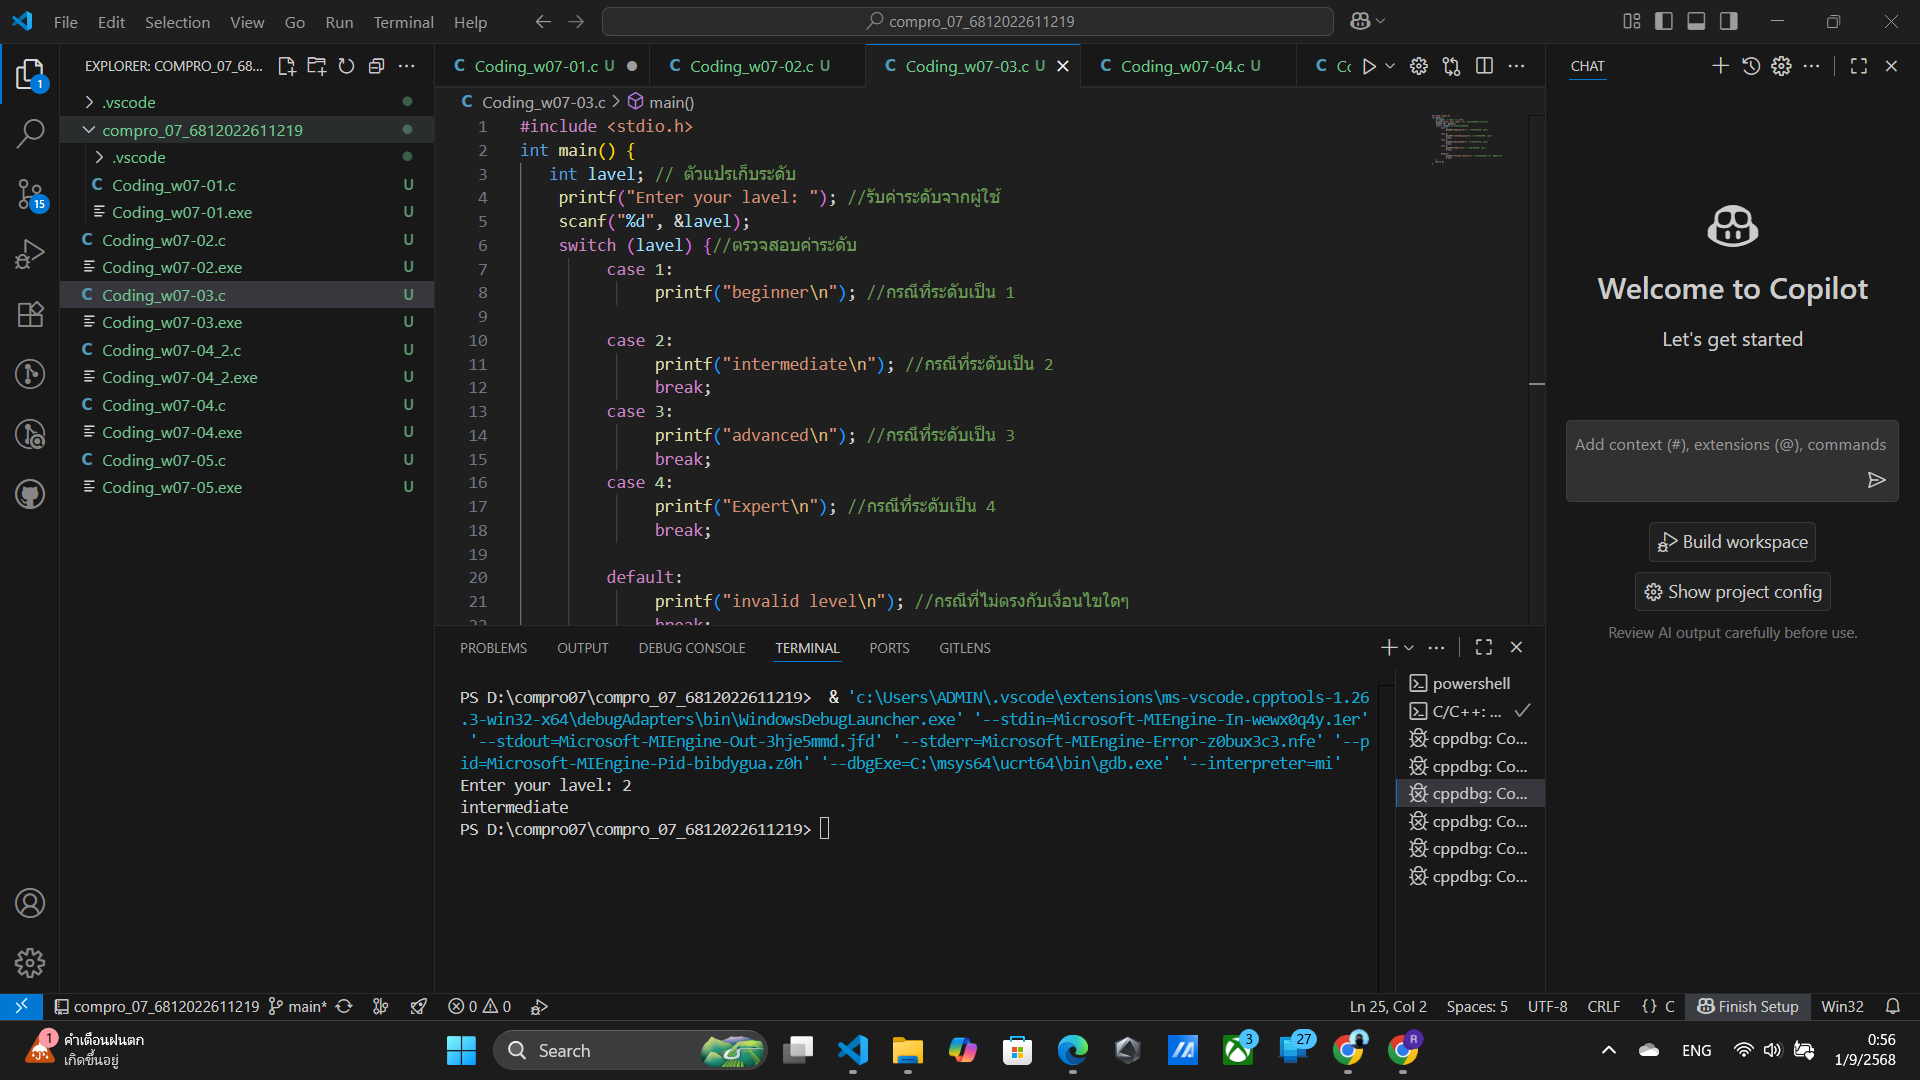 File Edit Selection View Go Run Terminal Help
compro_07_6812022611219
EXPLORER: COMPRO_07_68...
.vscode
compro_07_6812022611219
.vscode
C Coding_w07-01.c U
Coding_w07-01.exe U
C Coding_w07-02.c U
Coding_w07-02.exe U
C Coding_w07-03.c U
Coding_w07-03.exe U
C Coding_w07-04_2.c U
Coding_w07-04_2.exe U
C Coding_w07-04.c U
Coding_w07-04.exe U
C Coding_w07-05.c U
Coding_w07-05.exe U
1
15
C Coding_w07-01.c U C Coding_w07-02.c U C Coding_w07-03.c U C Coding_w07-04.c U C Cc
C Coding_w07-03.c > main()
1 #include <stdio.h>
2 int main() {
3 int lavel; // ตัวแปรเก็บระดับ
4 printf("Enter your lavel: "); //รับค่าระดับจากผู้ใช้
5 scanf("%d", &lavel);
6 switch (lavel) {//ตรวจสอบค่าระดับ
7 case 1:
8 printf("beginner\n"); //กรณีที่ระดับเป็น 1
9
10 case 2:
11 printf("intermediate\n"); //กรณีที่ระดับเป็น 2
12 break;
13 case 3:
14 printf("advanced\n"); //กรณีที่ระดับเป็น 3
15 break;
16 case 4:
17 printf("Expert\n"); //กรณีที่ระดับเป็น 4
18 break;
19
20 default:
21 printf("invalid level\n"); //กรณีที่ไม่ตรงกับเงื่อนไขใดๆ
22 break;
PROBLEMS OUTPUT DEBUG CONSOLE TERMINAL PORTS GITLENS
PS D:\compro07\compro_07_6812022611219> & 'c:\Users\ADMIN\.vscode\extensions\ms-vscode.cpptools-1.26
.3-win32-x64\debugAdapters\bin\WindowsDebugLauncher.exe' '--stdin=Microsoft-MIEngine-In-wewx0q4y.1er'
'--stdout=Microsoft-MIEngine-Out-3hje5mmd.jfd' '--stderr=Microsoft-MIEngine-Error-z0bux3c3.nfe' '--p
id=Microsoft-MIEngine-Pid-bibdygua.z0h' '--dbgExe=C:\msys64\ucrt64\bin\gdb.exe' '--interpreter=mi'
Enter your lavel: 2
intermediate
PS D:\compro07\compro_07_6812022611219>
powershell
C/C++: ...
cppdbg: Co...
cppdbg: Co...
cppdbg: Co...
cppdbg: Co...
cppdbg: Co...
cppdbg: Co...
CHAT
Welcome to Copilot
Let's get started
Add context (#), extensions (@), commands
Build workspace
Show project config
Review AI output carefully before use.
compro_07_6812022611219 main* 0 0 Ln 25, Col 2 Spaces: 5 UTF-8 CRLF {} C Finish Setup Win32
1
คำเตือนฝนตก
เกิดขึ้นอยู่
Search
3
27
R
ENG
0:56
1/9/2568